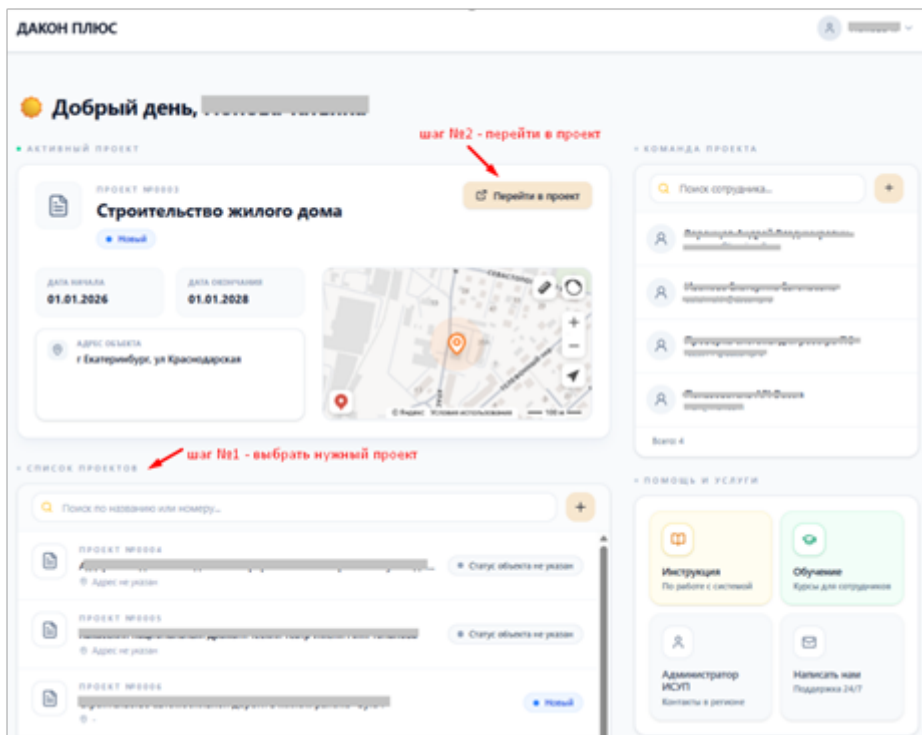 ДАКОН ПЛЮС
Добрый день,
шаг №2 - перейти в проект
АКТИВНЫЙ ПРОЕКТ
ПРОЕКТ №0003
Строительство жилого дома
Новый
Перейти в проект
ДАТА НАЧАЛА
01.01.2026
ДАТА ОКОНЧАНИЯ
01.01.2028
АДРЕС ОБЪЕКТА
г Екатеринбург, ул Краснодарская
© Яндекс Условия использования 100 м
шаг №1 - выбрать нужный проект
СПИСОК ПРОЕКТОВ
Поиск по названию или номеру...
ПРОЕКТ №0004
Адрес не указан
Статус объекта не указан
ПРОЕКТ №0005
Адрес не указан
Статус объекта не указан
ПРОЕКТ №0006
Новый
КОМАНДА ПРОЕКТА
Поиск сотрудника...
Всего 4
ПОМОЩЬ И УСЛУГИ
Инструкция
По работе с системой
Обучение
Курсы для сотрудников
Администратор
ИСУП
Контакты в регионе
Написать нам
Поддержка 24/7